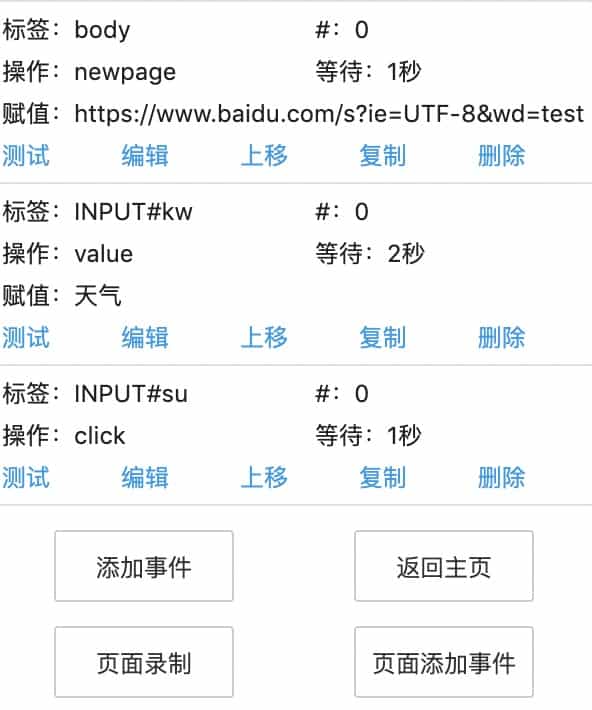 标签：body #：0
操作：newpage 等待：1秒
赋值：https://www.baidu.com/s?ie=UTF-8&wd=test
测试 编辑 上移 复制 删除
标签：INPUT#kw #：0
操作：value 等待：2秒
赋值：天气
测试 编辑 上移 复制 删除
标签：INPUT#su #：0
操作：click 等待：1秒
测试 编辑 上移 复制 删除
添加事件 返回主页
页面录制 页面添加事件